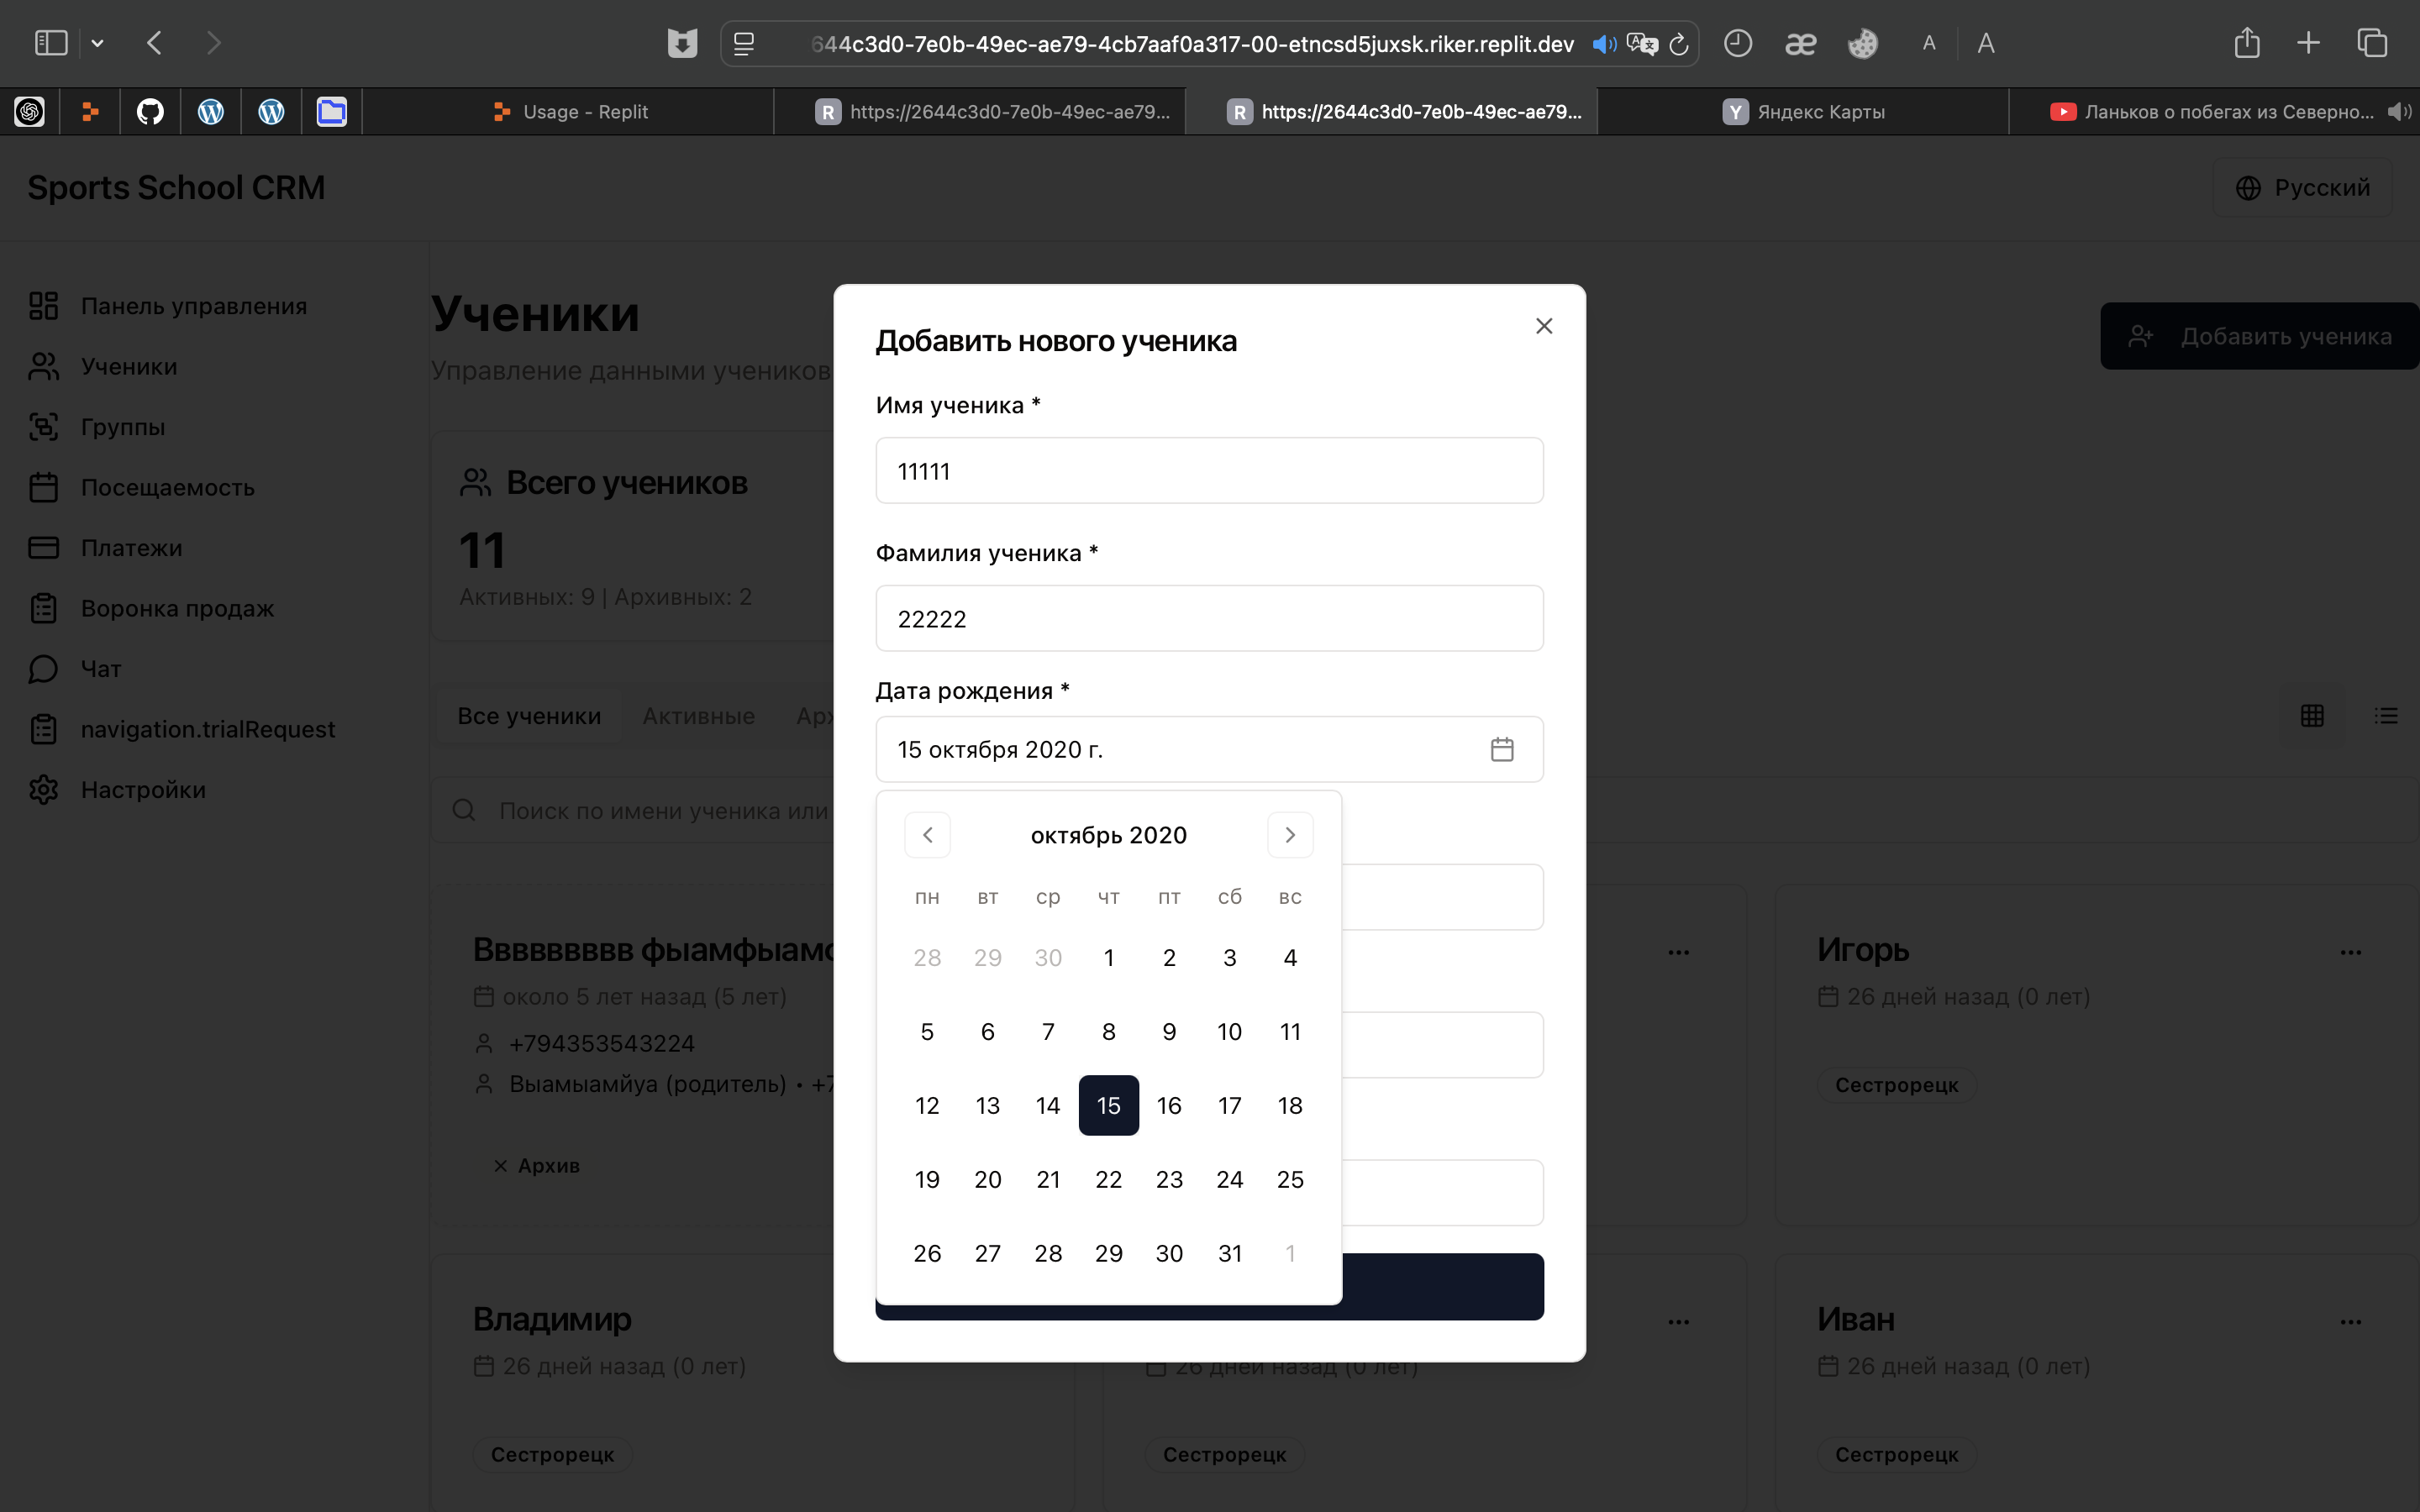 644c3d0-7e0b-49ec-ae79-4cb7aaf0a317-00-etncsd5juxsk.riker.replit.dev
æ
A
A
Usage - Replit
R https://2644c3d0-7e0b-49ec-ae79...
R https://2644c3d0-7e0b-49ec-ae79...
Y Яндекс Карты
Ланьков о побегах из Северно...
Sports School CRM
Русский
Панель управления
Ученики
Группы
Посещаемость
Платежи
Воронка продаж
Чат
navigation.trialRequest
Настройки
Ученики
Управление данными учеников
Добавить ученика
Всего учеников
11
Активных: 9 | Архивных: 2
Все ученики
Активные
Поиск по имени ученика или
Добавить нового ученика
Имя ученика *
11111
Фамилия ученика *
22222
Дата рождения *
15 октября 2020 г.
октябрь 2020
пн вт ср чт пт сб вс
28 29 30 1 2 3 4
5 6 7 8 9 10 11
12 13 14 15 16 17 18
19 20 21 22 23 24 25
26 27 28 29 30 31 1
Вввввввв фыамфыам
около 5 лет назад (5 лет)
+794353543224
Выамыамйуа (родитель) • +7
Архив
Игорь
26 дней назад (0 лет)
Сестрорецк
Владимир
26 дней назад (0 лет)
Сестрорецк
26 дней назад (0 лет)
Сестрорецк
Иван
26 дней назад (0 лет)
Сестрорецк